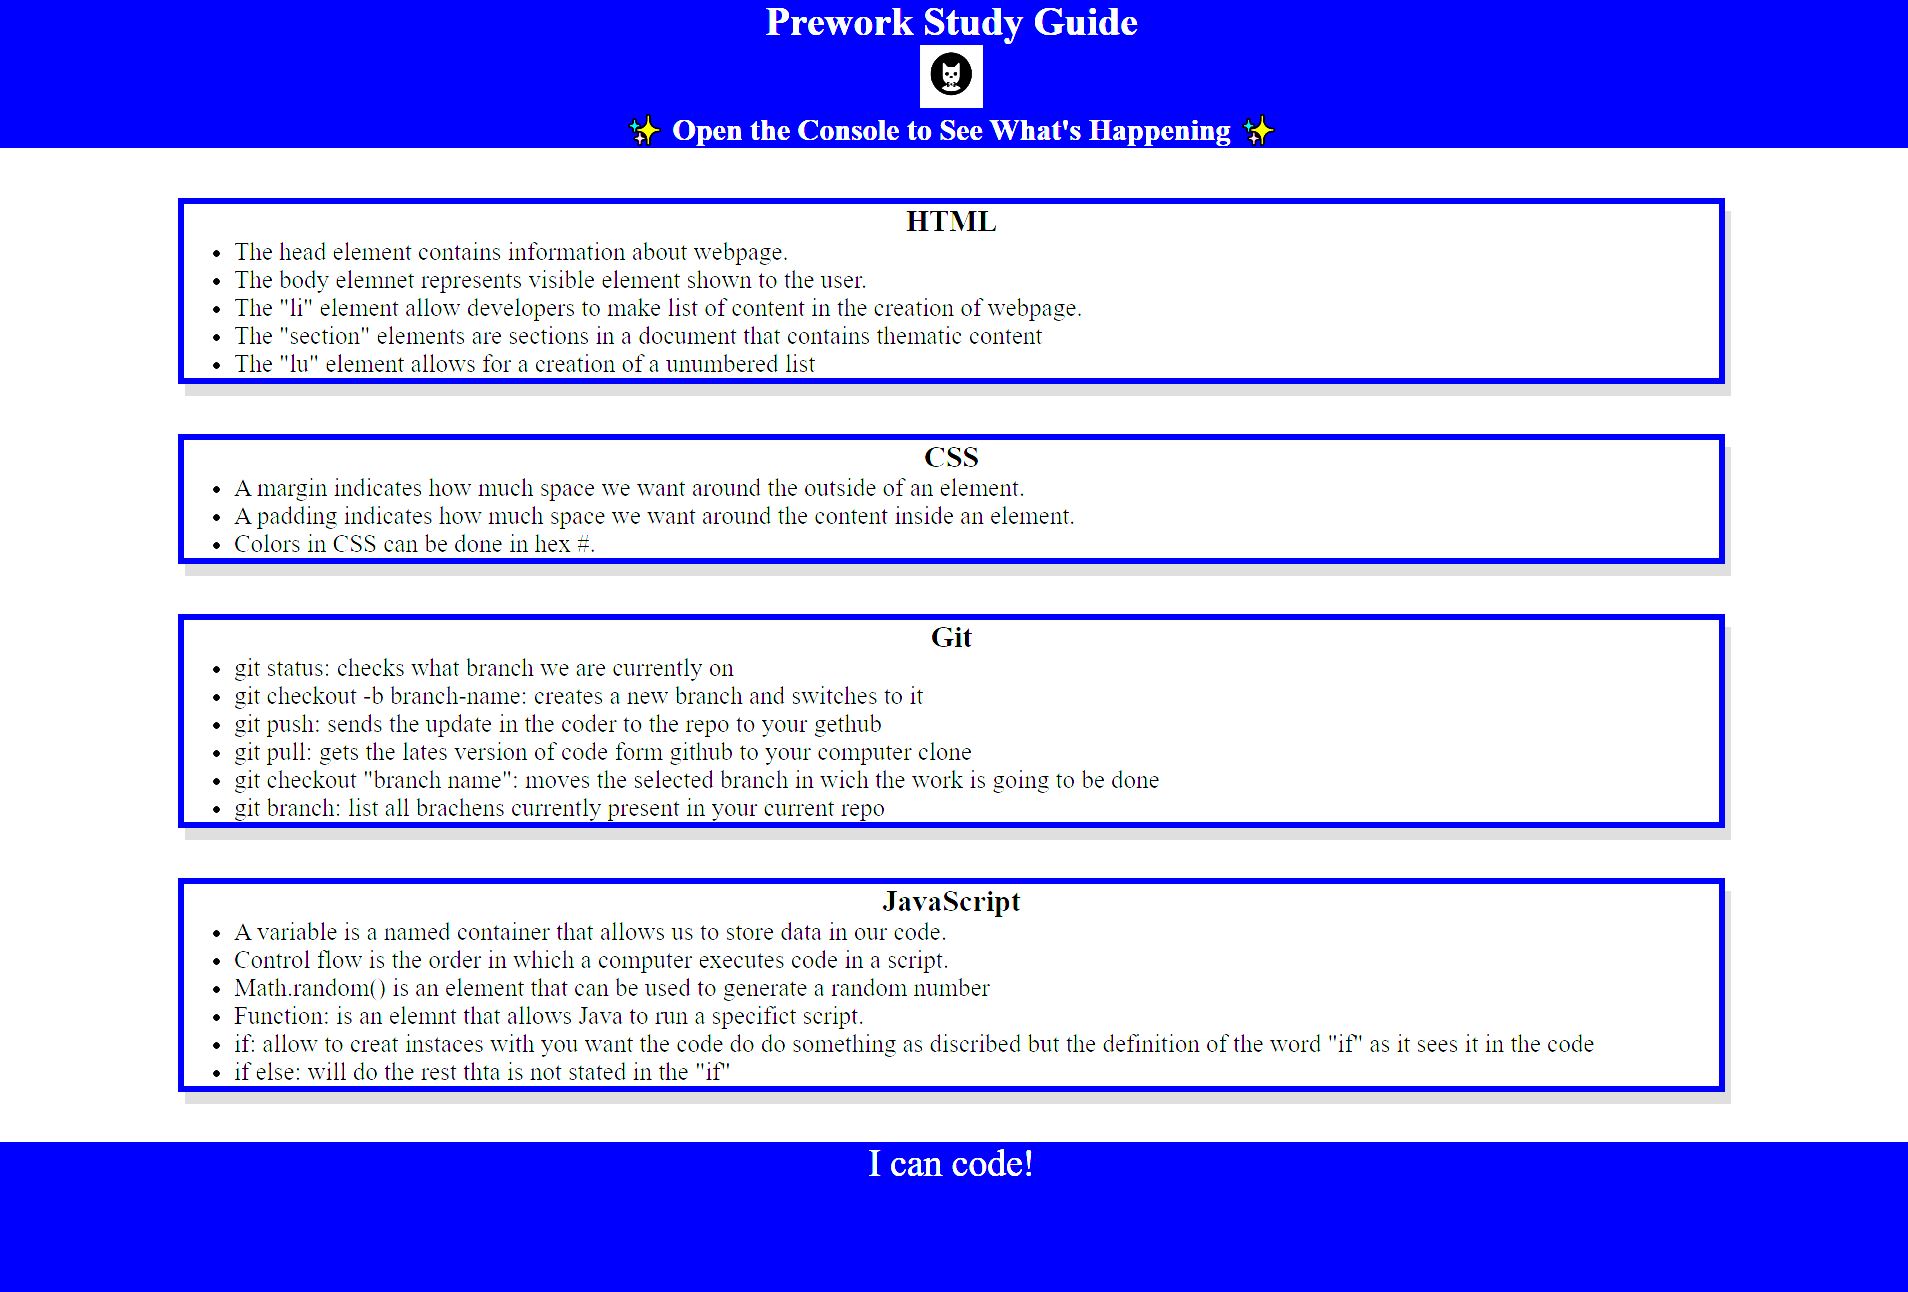 Prework Study Guide
✨ Open the Console to See What's Happening ✨
HTML
The head element contains information about webpage.
The body elemnet represents visible element shown to the user.
The "li" element allow developers to make list of content in the creation of webpage.
The "section" elements are sections in a document that contains thematic content
The "lu" element allows for a creation of a unumbered list
CSS
A margin indicates how much space we want around the outside of an element.
A padding indicates how much space we want around the content inside an element.
Colors in CSS can be done in hex #.
Git
git status: checks what branch we are currently on
git checkout -b branch-name: creates a new branch and switches to it
git push: sends the update in the coder to the repo to your gethub
git pull: gets the lates version of code form github to your computer clone
git checkout "branch name": moves the selected branch in wich the work is going to be done
git branch: list all brachens currently present in your current repo
JavaScript
A variable is a named container that allows us to store data in our code.
Control flow is the order in which a computer executes code in a script.
Math.random() is an element that can be used to generate a random number
Function: is an elemnt that allows Java to run a specifict script.
if: allow to creat instaces with you want the code do do something as discribed but the definition of the word "if" as it sees it in the code
if else: will do the rest thta is not stated in the "if"
I can code!